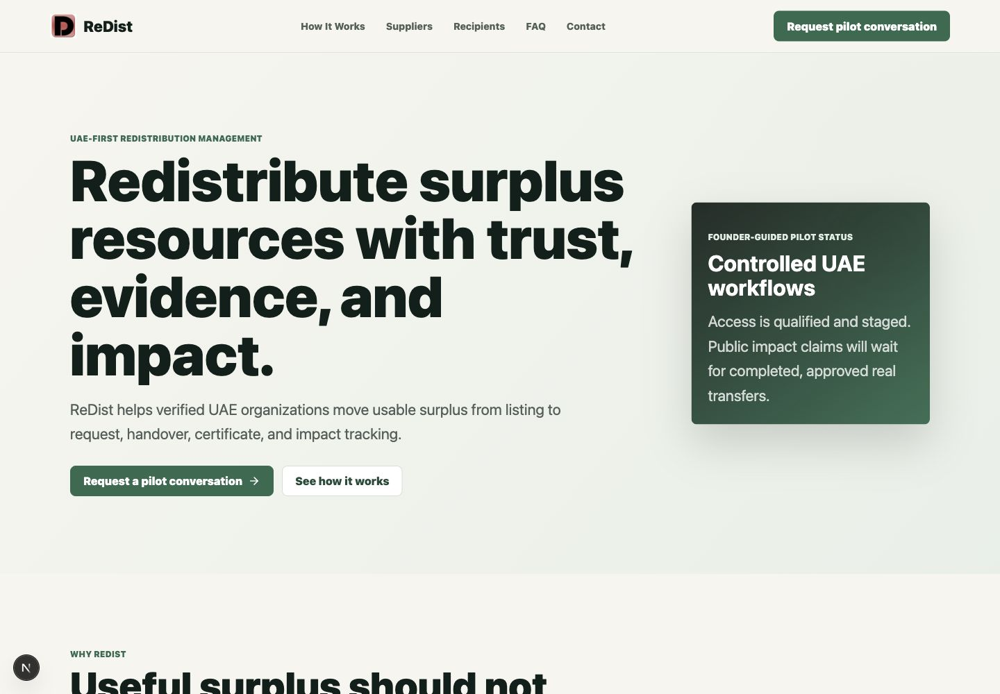 D ReDist
How It Works
Suppliers
Recipients
FAQ
Contact
Request pilot conversation
UAE-FIRST REDISTRIBUTION MANAGEMENT
Redistribute surplus
resources with trust,
evidence, and
impact.
ReDist helps verified UAE organizations move usable surplus from listing to
request, handover, certificate, and impact tracking.
Request a pilot conversation →
See how it works
FOUNDER-GUIDED PILOT STATUS
Controlled UAE
workflows
Access is qualified and staged.
Public impact claims will wait
for completed, approved real
transfers.
WHY REDIST
Useful surplus should not
N